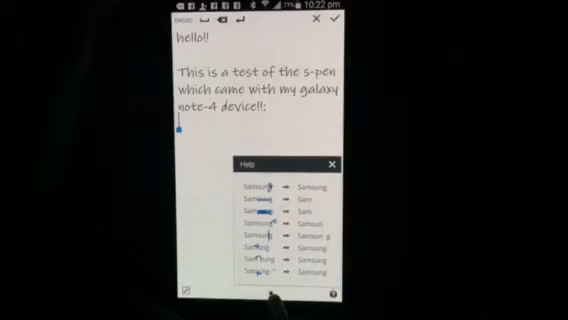 71% 10:22 pm
hello!!
This is a test of the s-pen
which came with my galaxy
note-4 device!!:
Help
Samsung → Samsung
Samsung → Sam
Samsung → Sam
Samsung → Samsun
Samsung → Samsun g
Samsung → Samsung
Sam sung → Samsung
Samsung → Samsung